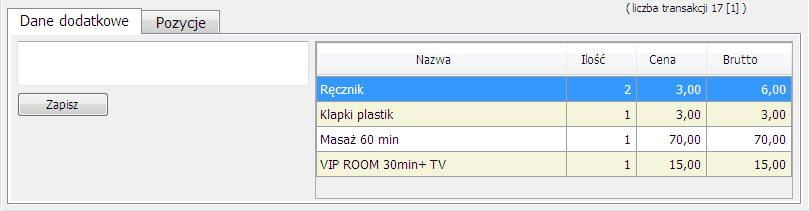 ( liczba transakcji 17 [1] )
Dane dodatkowe Pozycje
Nazwa Ilość Cena Brutto
Ręcznik 2 3,00 6,00
Zapisz
Klapki plastik 1 3,00 3,00
Masaż 60 min 1 70,00 70,00
VIP ROOM 30min+ TV 1 15,00 15,00